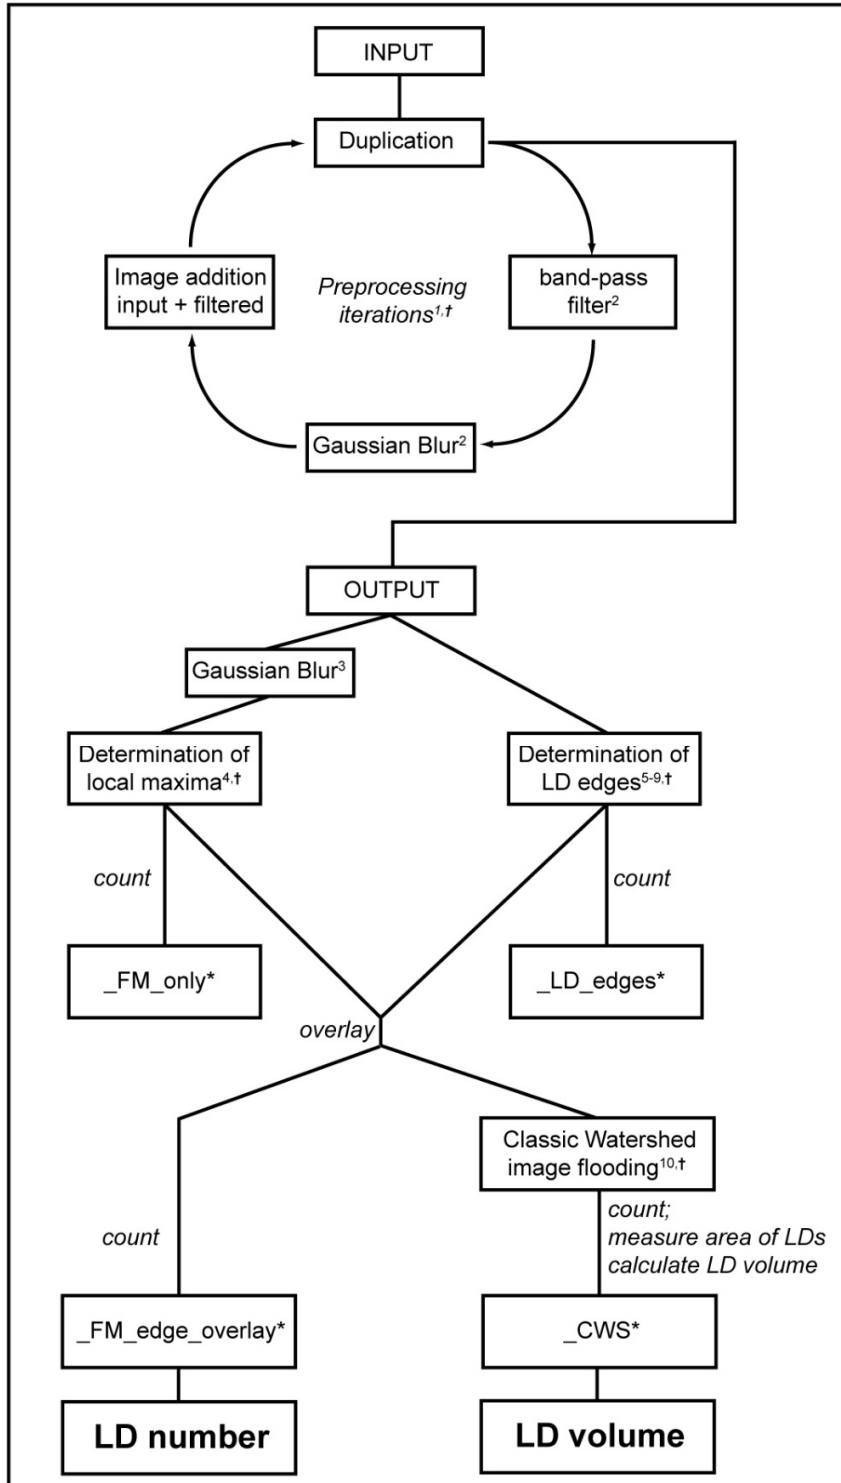 INPUT
Duplication
Image addition
input + filtered
Preprocessing
iterations¹,†
band-pass
filter²
Gaussian Blur²
OUTPUT
Gaussian Blur³
Determination of
local maxima⁴,†
Determination of
LD edges⁵⁻⁹,†
count
count
_FM_only*
_LD_edges*
overlay
Classic Watershed
image flooding¹⁰,†
count
count;
measure area of LDs
calculate LD volume
_FM_edge_overlay*
_CWS*
LD number
LD volume